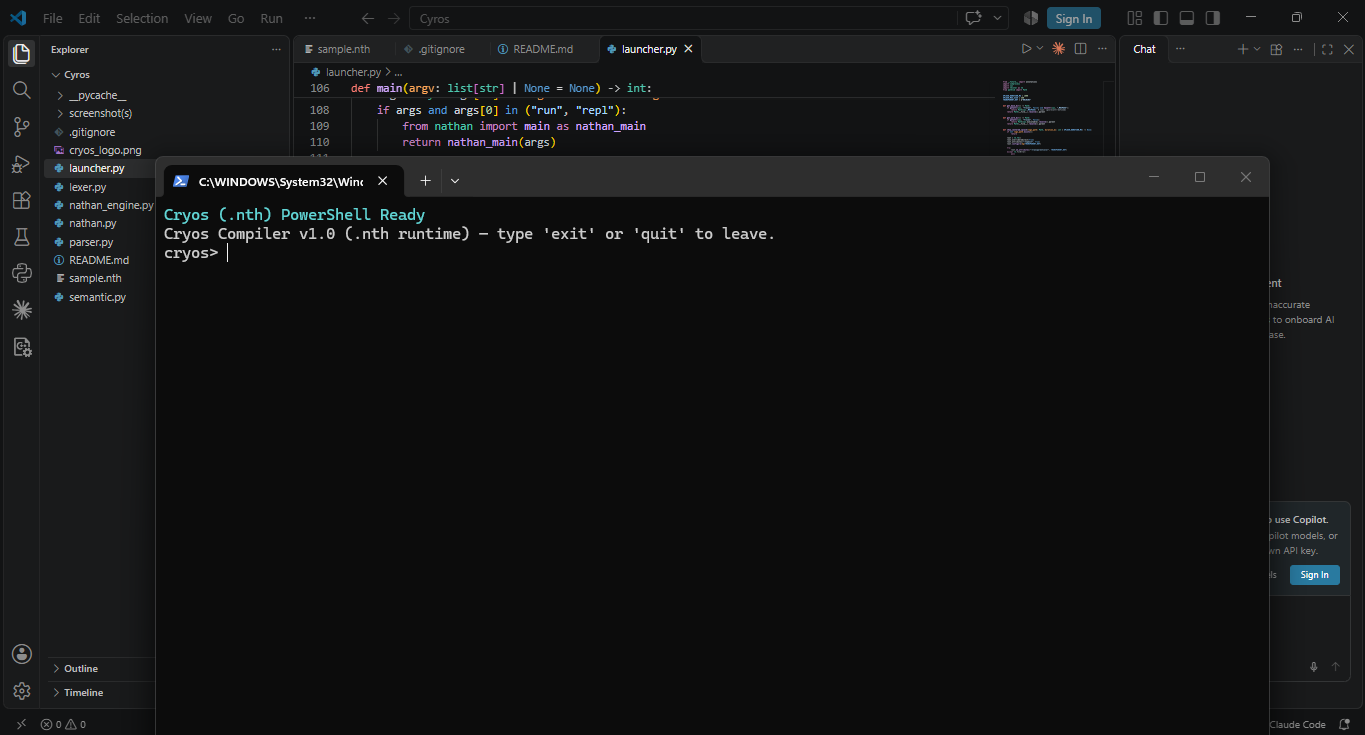 File Edit Selection View Go Run ··· Cyros Sign In
Explorer ···
Cyros
__pycache__
screenshot(s)
.gitignore
cryos_logo.png
launcher.py
lexer.py
nathan_engine.py
nathan.py
parser.py
README.md
sample.nth
semantic.py
Outline
Timeline
sample.nth .gitignore README.md launcher.py
launcher.py > ...
106 def main(argv: list[str] | None = None) -> int:
108 if args and args[0] in ("run", "repl"):
109 from nathan import main as nathan_main
110 return nathan_main(args)
C:\WINDOWS\System32\Winc
Cryos (.nth) PowerShell Ready
Cryos Compiler v1.0 (.nth runtime) — type 'exit' or 'quit' to leave.
cryos>
Chat ···
ent
naccurate
to onboard AI
ase.
o use Copilot.
pilot models, or
wn API key.
els Sign In
0 0
Claude Code